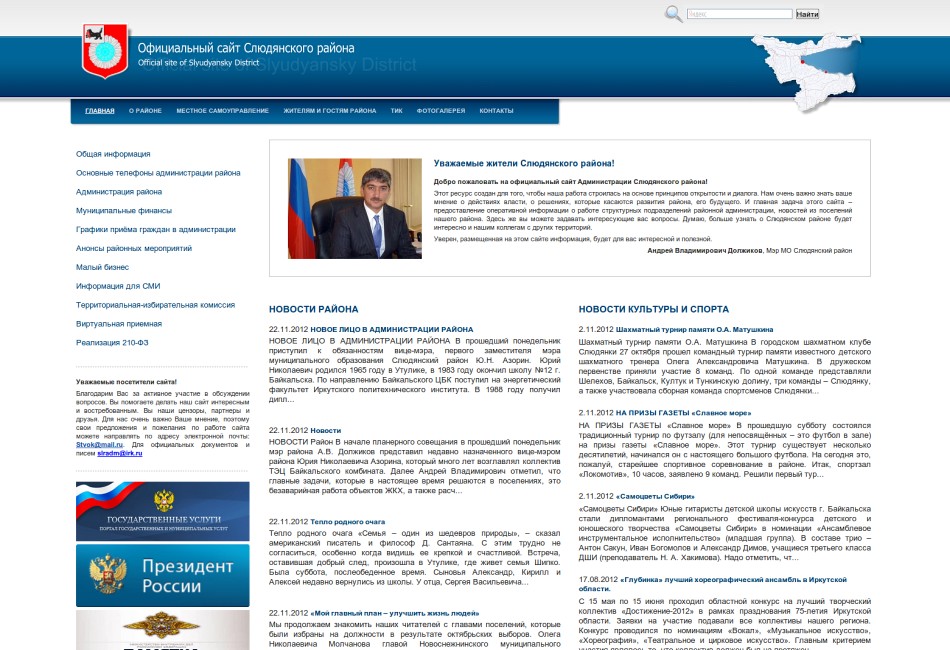 Яндекс
Найти
Официальный сайт Слюдянского района
Official site of Slyudyansky District
Official site of Slyudyansky District
ГЛАВНАЯ О РАЙОНЕ МЕСТНОЕ САМОУПРАВЛЕНИЕ ЖИТЕЛЯМ И ГОСТЯМ РАЙОНА ТИК ФОТОГАЛЕРЕЯ КОНТАКТЫ
Общая информация
Основные телефоны администрации района
Администрация района
Муниципальные финансы
Графики приёма граждан в администрации
Анонсы районных мероприятий
Малый бизнес
Информация для СМИ
Территориальная-избирательная комиссия
Виртуальная приемная
Реализация 210-ФЗ
Уважаемые посетители сайта!
Благодарим Вас за активное участие в обсуждении
вопросов. Вы помогаете делать наш сайт интересным
и востребованным. Вы наши цензоры, партнеры и
друзья. Для нас очень важно Ваше мнение, поэтому
свои предложения и пожелания по работе сайта
можете направлять по адресу электронной почты:
Styok@mail.ru. Для официальных документов и
писем slradm@irk.ru
ГОСУДАРСТВЕННЫЕ УСЛУГИ
ПОРТАЛ ГОСУДАРСТВЕННЫХ И МУНИЦИПАЛЬНЫХ УСЛУГ
Президент
России
Уважаемые жители Слюдянского района!
Добро пожаловать на официальный сайт Администрации Слюдянского района!
Этот ресурс создан для того, чтобы наша работа строилась на основе принципов открытости и диалога. Нам очень важно знать ваше
мнение о действиях власти, о решениях, которые касаются развития района, его будущего. И главная задача этого сайта –
предоставление оперативной информации о работе структурных подразделений районной администрации, новостей из поселений
нашего района. Здесь же вы можете задавать интересующие вас вопросы. Думаю, больше узнать о Слюдянском районе будет
интересно и нашим коллегам с других территорий.
Уверен, размещенная на этом сайте информация, будет для вас интересной и полезной.
Андрей Владимирович Должиков, Мэр МО Слюдянский район
НОВОСТИ РАЙОНА
22.11.2012 НОВОЕ ЛИЦО В АДМИНИСТРАЦИИ РАЙОНА
НОВОЕ ЛИЦО В АДМИНИСТРАЦИИ РАЙОНА В прошедший понедельник
приступил к обязанностям вице-мэра, первого заместителя мэра
муниципального образования Слюдянский район Ю.Н. Азорин. Юрий
Николаевич родился 1965 году в Утулике, в 1983 году окончил школу №12 г.
Байкальска. По направлению Байкальского ЦБК поступил на энергетический
факультет Иркутского политехнического института. В 1988 году получил
дипл...
22.11.2012 Новости
НОВОСТИ Район В начале планерного совещания в прошедший понедельник
мэр района А.В. Должиков представил недавно назначенного вице-мэром
района Юрия Николаевича Азорина, который много лет возглавлял коллектив
ТЭЦ Байкальского комбината. Далее Андрей Владимирович отметил, что
главные задачи, которые в настоящее время решаются в поселениях, это
безаварийная работа объектов ЖКХ, а также расч...
22.11.2012 Тепло родного очага
Тепло родного очага «Семья – один из шедевров природы», – сказал
американский писатель и философ Д. Сантаяна. С этим трудно не
согласиться, особенно когда видишь ее крепкой и счастливой. Встреча,
оставившая добрый след, произошла в Утулике, где живет семья Шипко.
Была суббота, послеобеденное время. Сыновья Александр, Кирилл и
Алексей недавно вернулись из школы. У отца, Сергея Васильевича...
22.11.2012 «Мой главный план – улучшить жизнь людей»
Мы продолжаем знакомить наших читателей с главами поселений, которые
были избраны на должности в результате октябрьских выборов. Олега
Николаевича Молчанова главой Новоснежнинского муниципального
НОВОСТИ КУЛЬТУРЫ И СПОРТА
2.11.2012 Шахматный турнир памяти О.А. Матушкина
Шахматный турнир памяти О.А. Матушкина В городском шахматном клубе
Слюдянки 27 октября прошел командный турнир памяти известного детского
шахматного тренера Олега Александровича Матушкина. В дружеском
первенстве приняли участие 8 команд. По одной команде представляли
Шелехов, Байкальск, Култук и Тункинскую долину, три команды – Слюдянку,
а также участвовала сборная команда спортсменов Слюдянки...
2.11.2012 НА ПРИЗЫ ГАЗЕТЫ «Славное море»
НА ПРИЗЫ ГАЗЕТЫ «Славное море» В прошедшую субботу состоялся
традиционный турнир по футзалу (для непосвящённых – это футбол в зале)
на призы газеты «Славное море». Этот турнир существует несколько
десятилетий, начинался он с настоящего большого футбола. На сегодня это,
пожалуй, старейшее спортивное соревнование в районе. Итак, спортзал
«Локомотив», 10 часов, заявлено 9 команд. Решили первый тур...
2.11.2012 «Самоцветы Сибири»
«Самоцветы Сибири» Юные гитаристы детской школы искусств г. Байкальска
стали дипломантами регионального фестиваля-конкурса детского и
юношеского творчества «Самоцветы Сибири» в номинации «Ансамблевое
инструментальное исполнительство» (младшая группа). В составе трио –
Антон Сакун, Иван Богомолов и Александр Димов, учащиеся третьего класса
ДШИ (преподаватель Н. А. Хакимова). Надо отметить, чт...
17.08.2012 «Глубинка» лучший хореографический ансамбль в Иркутской
области.
С 15 мая по 15 июня проходил областной конкурс на лучший творческий
коллектив «Достижение-2012» в рамках празднования 75-летия Иркутской
области. Заявки на участие подавали все коллективы нашего региона.
Конкурс проводился по номинациям «Вокал», «Музыкальное искусство»,
«Хореография», «Театральное и цирковое искусство». Главным критерием